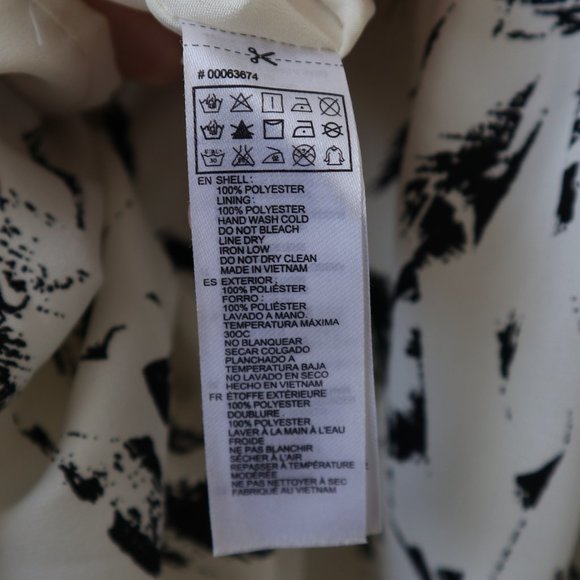 # 00063674
EN SHELL:
100% POLYESTER
LINING:
100% POLYESTER
HAND WASH COLD
DO NOT BLEACH
LINE DRY
IRON LOW
DO NOT DRY CLEAN
MADE IN VIETNAM
ES EXTERIOR:
100% POLIÉSTER
FORRO:
100% POLIÉSTER
LAVADO A MANO.
TEMPERATURA MÁXIMA
30OC
NO BLANQUEAR
SECAR COLGADO
PLANCHADO A
TEMPERATURA BAJA
NO LAVADO EN SECO
HECHO EN VIETNAM
FR ÉTOFFE EXTÉRIEURE
100% POLYESTER
DOUBLURE:
100% POLYESTER
LAVER À LA MAIN À L'EAU
FROIDE
NE PAS BLANCHIR
SÉCHER À L'AIR
REPASSER À TEMPÉRATURE
MODÉRÉE
NE PAS NETTOYER À SEC
FABRIQUÉ AU VIETNAM